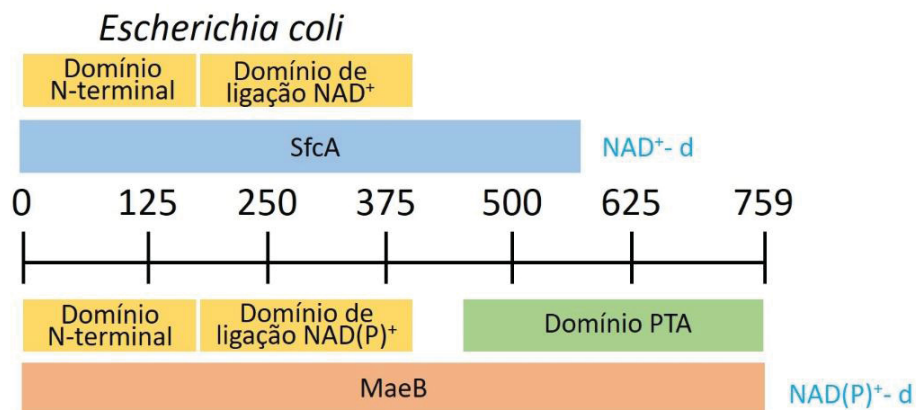 Escherichia coli
Domínio
N-terminal
Domínio de
ligação NAD⁺
SfcA
NAD⁺- d
0 125 250 375 500 625 759
Domínio
N-terminal
Domínio de
ligação NAD(P)⁺
Domínio PTA
MaeB
NAD(P)⁺- d